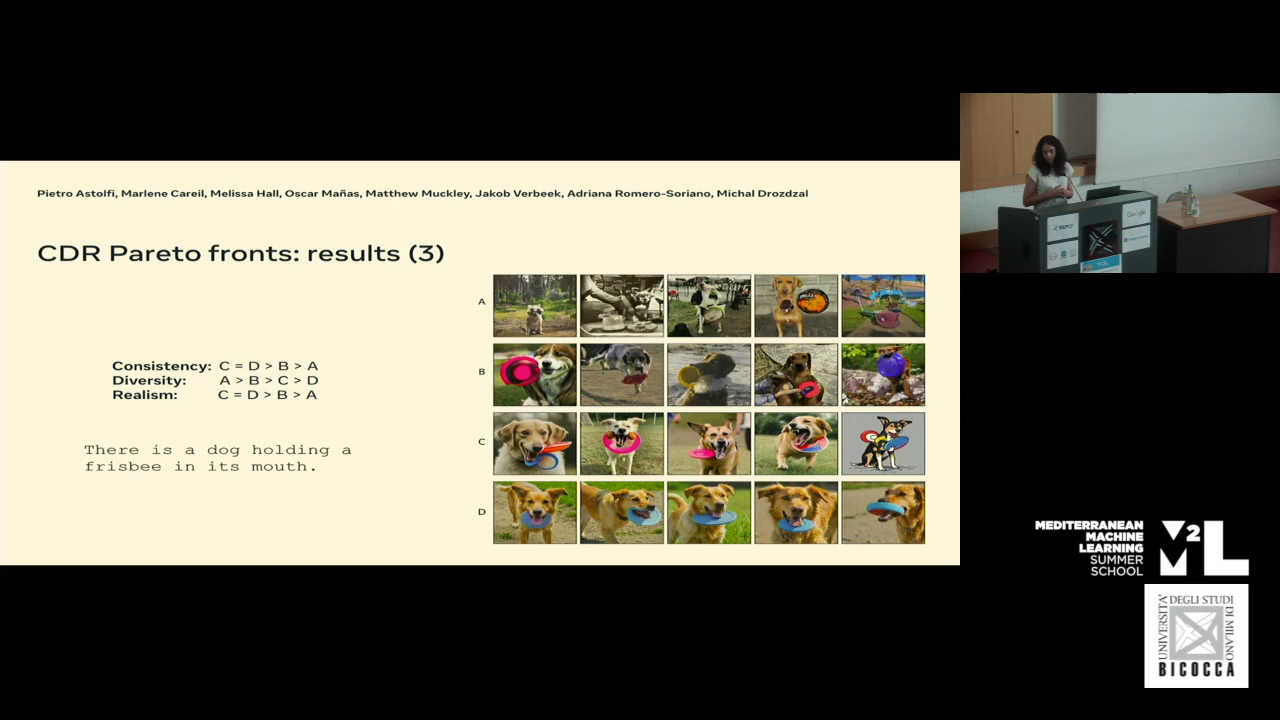 Pietro Astolfi, Marlene Careil, Melissa Hall, Oscar Mañas, Matthew Muckley, Jakob Verbeek, Adriana Romero-Soriano, Michal Drozdzal
CDR Pareto fronts: results (3)
Consistency: C = D > B > A
Diversity: A > B > C > D
Realism: C = D > B > A
There is a dog holding a
frisbee in its mouth.
A
B
C
D
Google
MEDITERRANEAN
MACHINE
LEARNING
SUMMER
SCHOOL
M2L
UNIVERSITA'
DEGLI STUDI
DI MILANO
BICOCCA